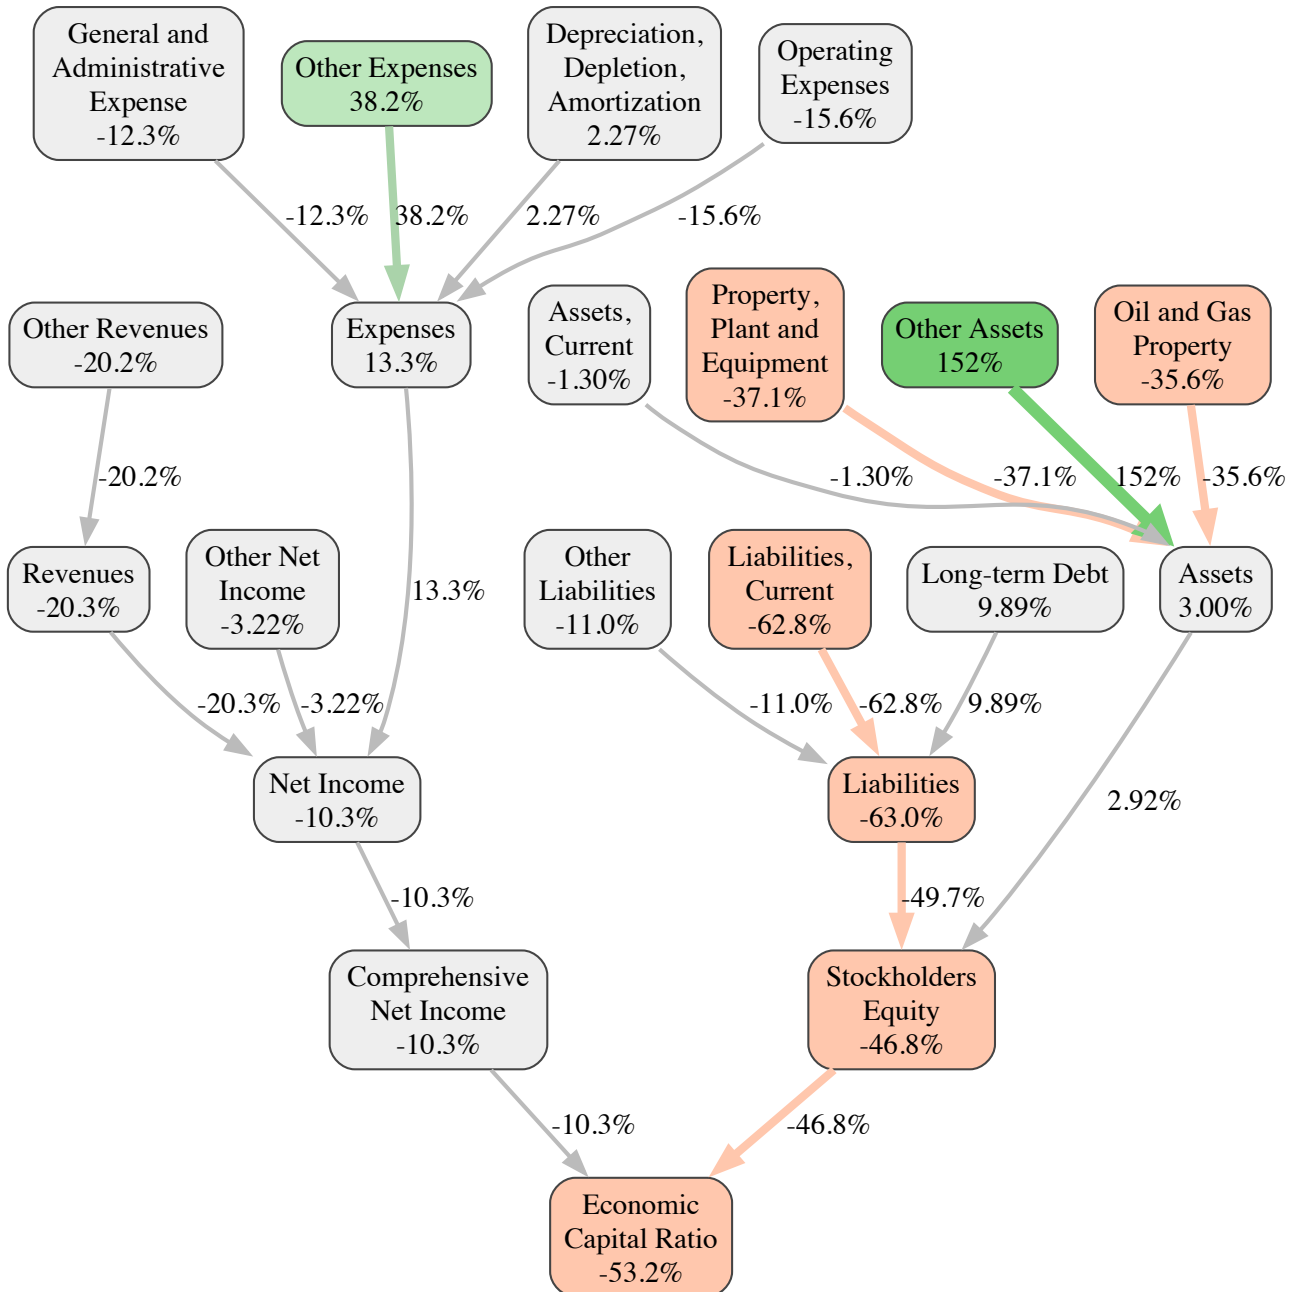 General and
Administrative
Expense
-12.3%
Other Expenses
38.2%
Depreciation,
Depletion,
Amortization
2.27%
Operating
Expenses
-15.6%
-12.3%
38.2%
2.27%
-15.6%
Other Revenues
-20.2%
Expenses
13.3%
Assets,
Current
-1.30%
Property,
Plant and
Equipment
-37.1%
Other Assets
152%
Oil and Gas
Property
-35.6%
-20.2%
-1.30%
-37.1%
152%
-35.6%
Revenues
-20.3%
Other Net
Income
-3.22%
13.3%
Other
Liabilities
-11.0%
Liabilities,
Current
-62.8%
Long-term Debt
9.89%
Assets
3.00%
-20.3%
-3.22%
-11.0%
-62.8%
9.89%
Net Income
-10.3%
Liabilities
-63.0%
2.92%
-10.3%
-49.7%
Comprehensive
Net Income
-10.3%
Stockholders
Equity
-46.8%
-10.3%
-46.8%
Economic
Capital Ratio
-53.2%